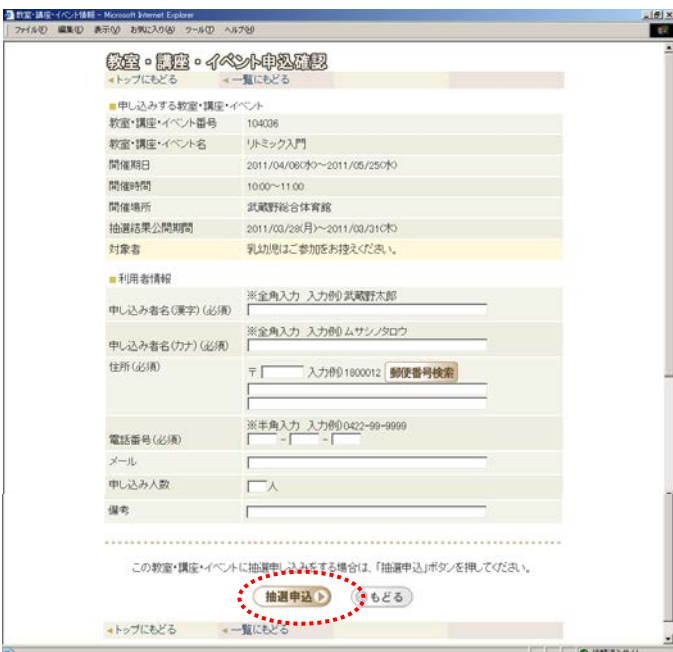 教室・講座・イベント情報 - Microsoft Internet Explorer
ファイル(F) 編集(E) 表示(V) お気に入り(A) ツール(T) ヘルプ(H)
教室・講座・イベント申込確認
トップにもどる 一覧にもどる
■申し込みする教室・講座・イベント
教室・講座・イベント番号 104036
教室・講座・イベント名 リトミック入門
開催期日 2011/04/06(水)～2011/05/25(水)
開催時間 10:00～11:00
開催場所 武蔵野総合体育館
抽選結果公開期間 2011/03/28(月)～2011/03/31(木)
対象者 乳幼児はご参加をお控えください。
■利用者情報
※全角入力 入力例)武蔵野太郎
申し込み者名(漢字)(必須)
※全角入力 入力例)ムサシノタロウ
申し込み者名(カナ)(必須)
住所(必須) 〒 入力例)1800012 郵便番号検索
※半角入力 入力例)0422-99-9999
電話番号(必須) - -
メール
申し込み人数 人
備考
この教室・講座・イベントに抽選申し込みをする場合は、「抽選申込」ボタンを押してください。
抽選申込 もどる
トップにもどる 一覧にもどる